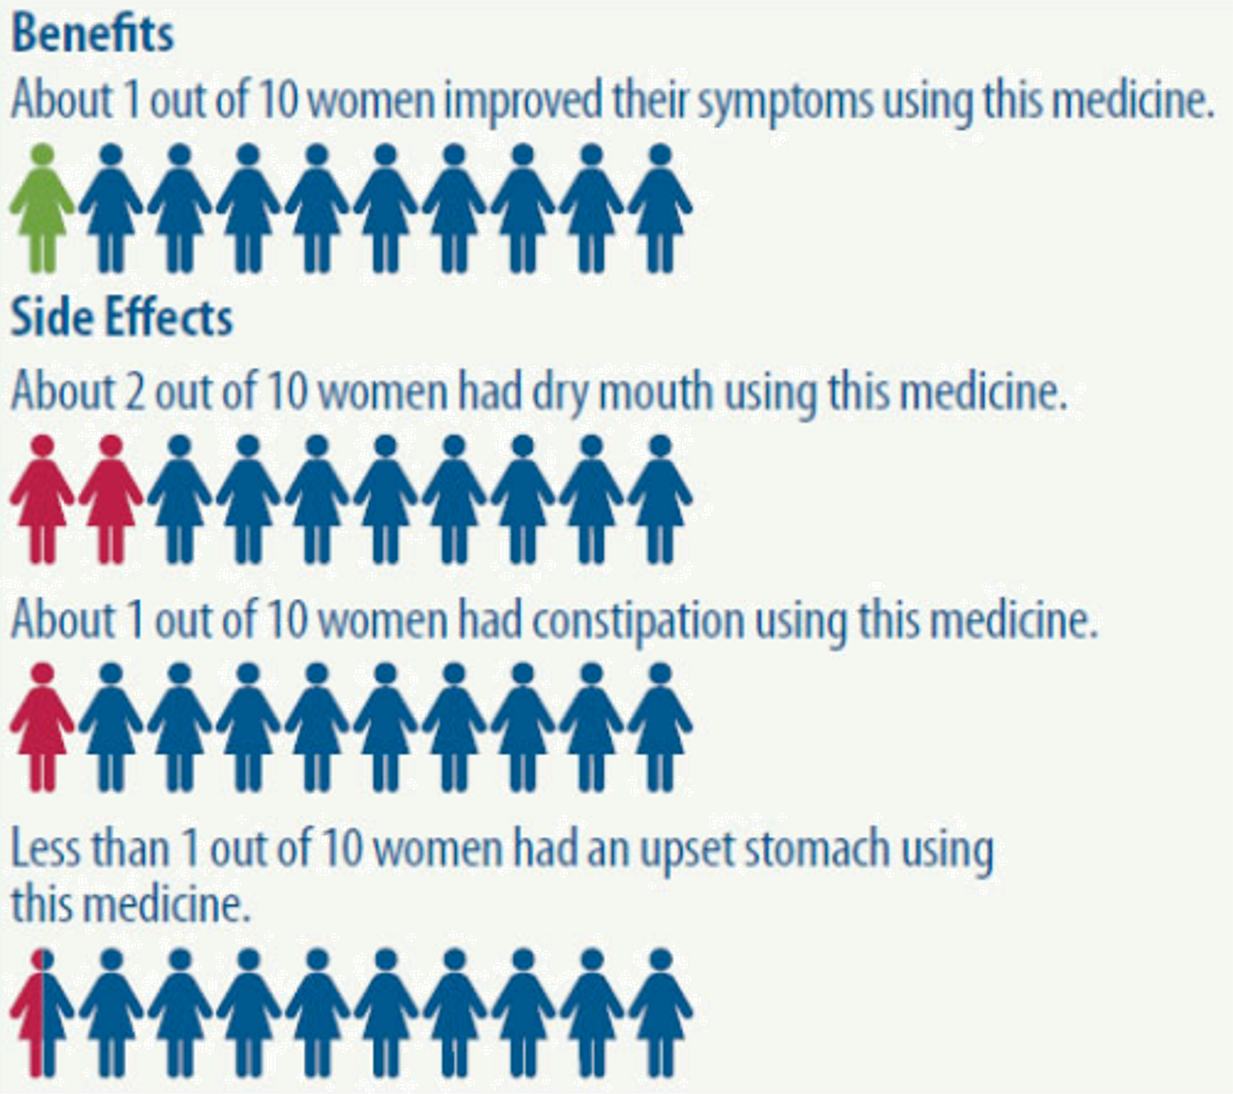 Benefits
About 1 out of 10 women improved their symptoms using this medicine.
Side Effects
About 2 out of 10 women had dry mouth using this medicine.
About 1 out of 10 women had constipation using this medicine.
Less than 1 out of 10 women had an upset stomach using
this medicine.